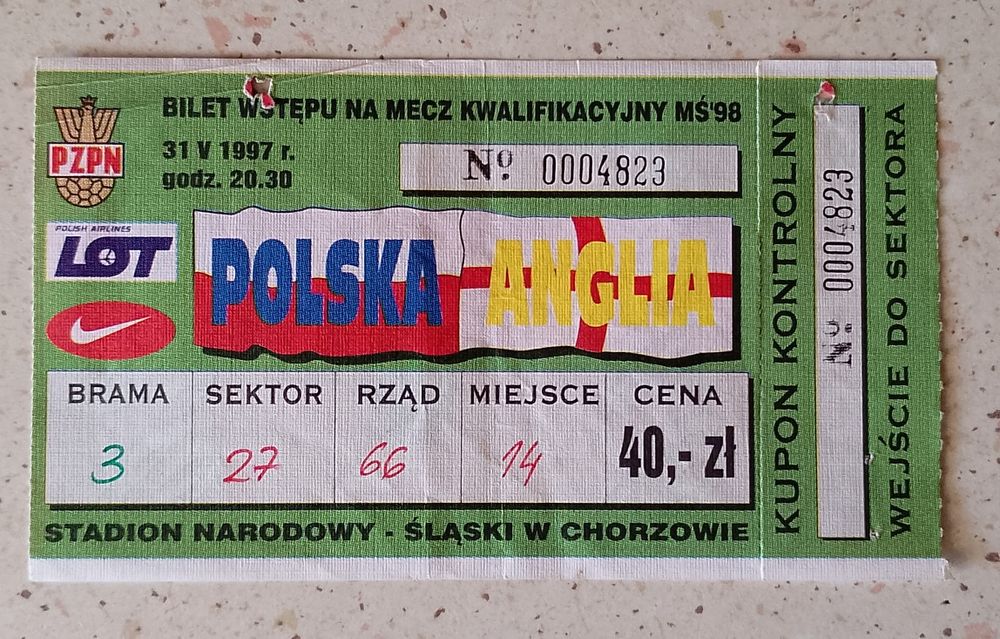 BILET WSTĘPU NA MECZ KWALIFIKACYJNY MŚ'98
PZPN
31 V 1997 r.
godz. 20.30
Nº 0004823
POLISH AIRLINES
LOT
POLSKA ANGLIA
BRAMA SEKTOR RZĄD MIEJSCE CENA
3 27 66 14 40,- zł
STADION NARODOWY - ŚLĄSKI W CHORZOWIE
KUPON KONTROLNY
Nº 0004823
WEJŚCIE DO SEKTORA